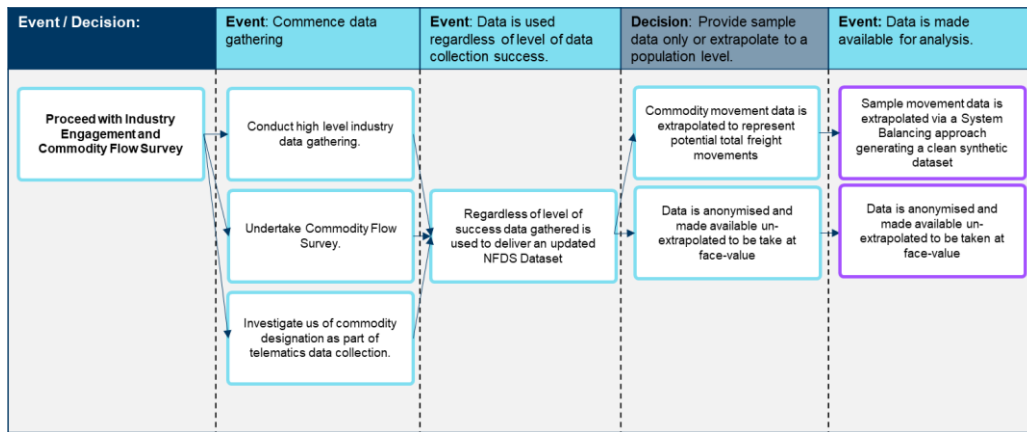 Event / Decision:
Event: Commence data
gathering
Event: Data is used
regardless of level of data
collection success.
Decision: Provide sample
data only or extrapolate to a
population level.
Event: Data is made
available for analysis.
Proceed with Industry
Engagement and
Commodity Flow Survey
Conduct high level industry
data gathering.
Undertake Commodity Flow
Survey.
Investigate us of commodity
designation as part of
telematics data collection.
Regardless of level of
success data gathered is
used to deliver an updated
NFDS Dataset
Commodity movement data is
extrapolated to represent
potential total freight
movements
Data is anonymised and
made available un-
extrapolated to be take at
face-value
Sample movement data is
extrapolated via a System
Balancing approach
generating a clean synthetic
dataset
Data is anonymised and
made available un-
extrapolated to be taken at
face-value